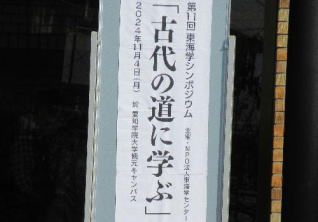 第11回 東海学シンポジウム
「古代の道に学ぶ」
主宰・NPO法人東海学センター
2024年11月4日(月) 於 愛知学院大学楠元キャンパス